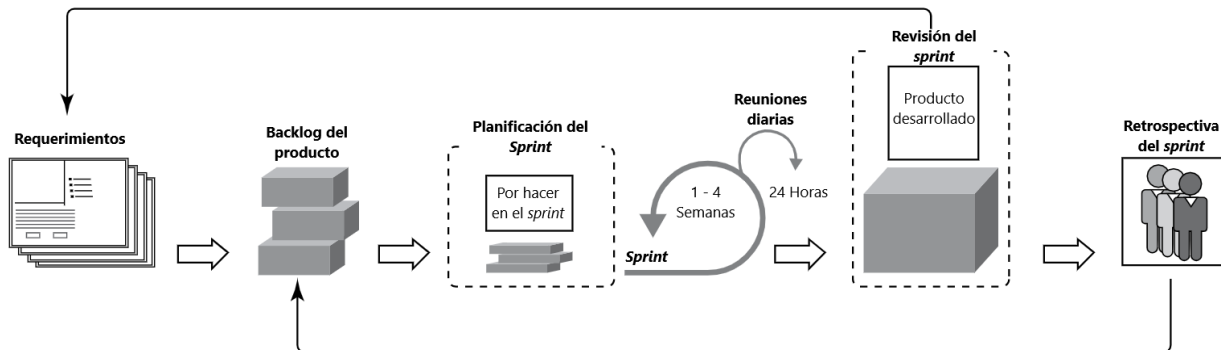 Requerimientos
Backlog del
producto
Planificación del
Sprint
Por hacer
en el sprint
Sprint
1 - 4
Semanas
Reuniones
diarias
24 Horas
Revisión del
sprint
Producto
desarrollado
Retrospectiva
del sprint